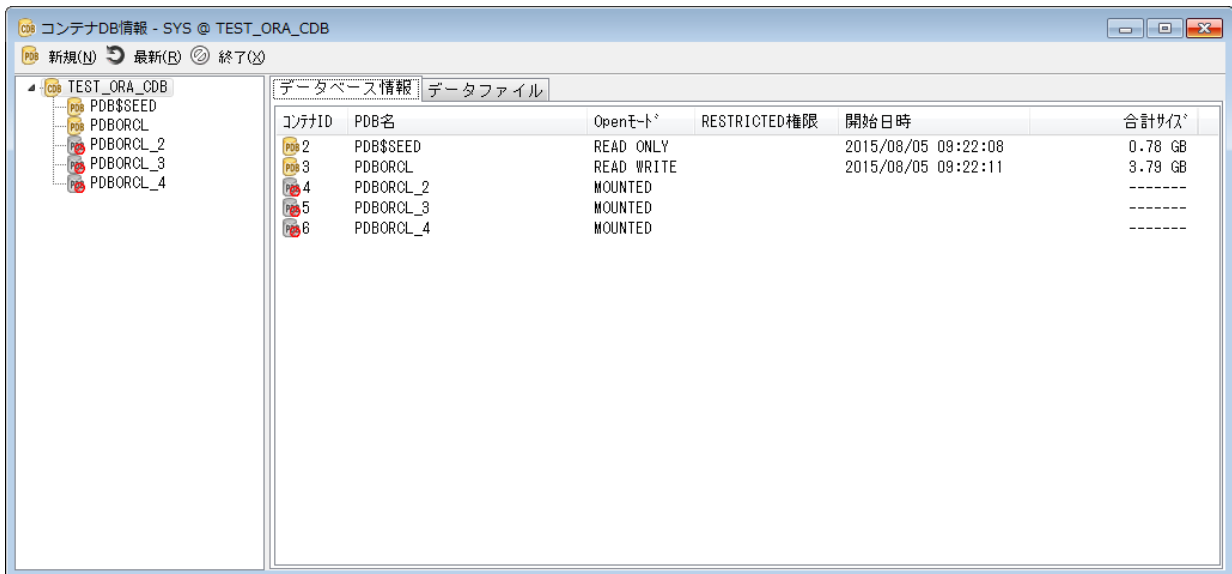 コンテナDB情報 - SYS @ TEST_ORA_CDB
新規(N) 最新(R) 終了(X)
TEST_ORA_CDB
PDB$SEED
PDBORCL
PDBORCL_2
PDBORCL_3
PDBORCL_4
データベース情報 データファイル
ｺﾝﾃﾅID PDB名 Openﾓｰﾄﾞ RESTRICTED権限 開始日時 合計ｻｲｽﾞ
2 PDB$SEED READ ONLY 2015/08/05 09:22:08 0.78 GB
3 PDBORCL READ WRITE 2015/08/05 09:22:11 3.79 GB
4 PDBORCL_2 MOUNTED -------
5 PDBORCL_3 MOUNTED -------
6 PDBORCL_4 MOUNTED -------